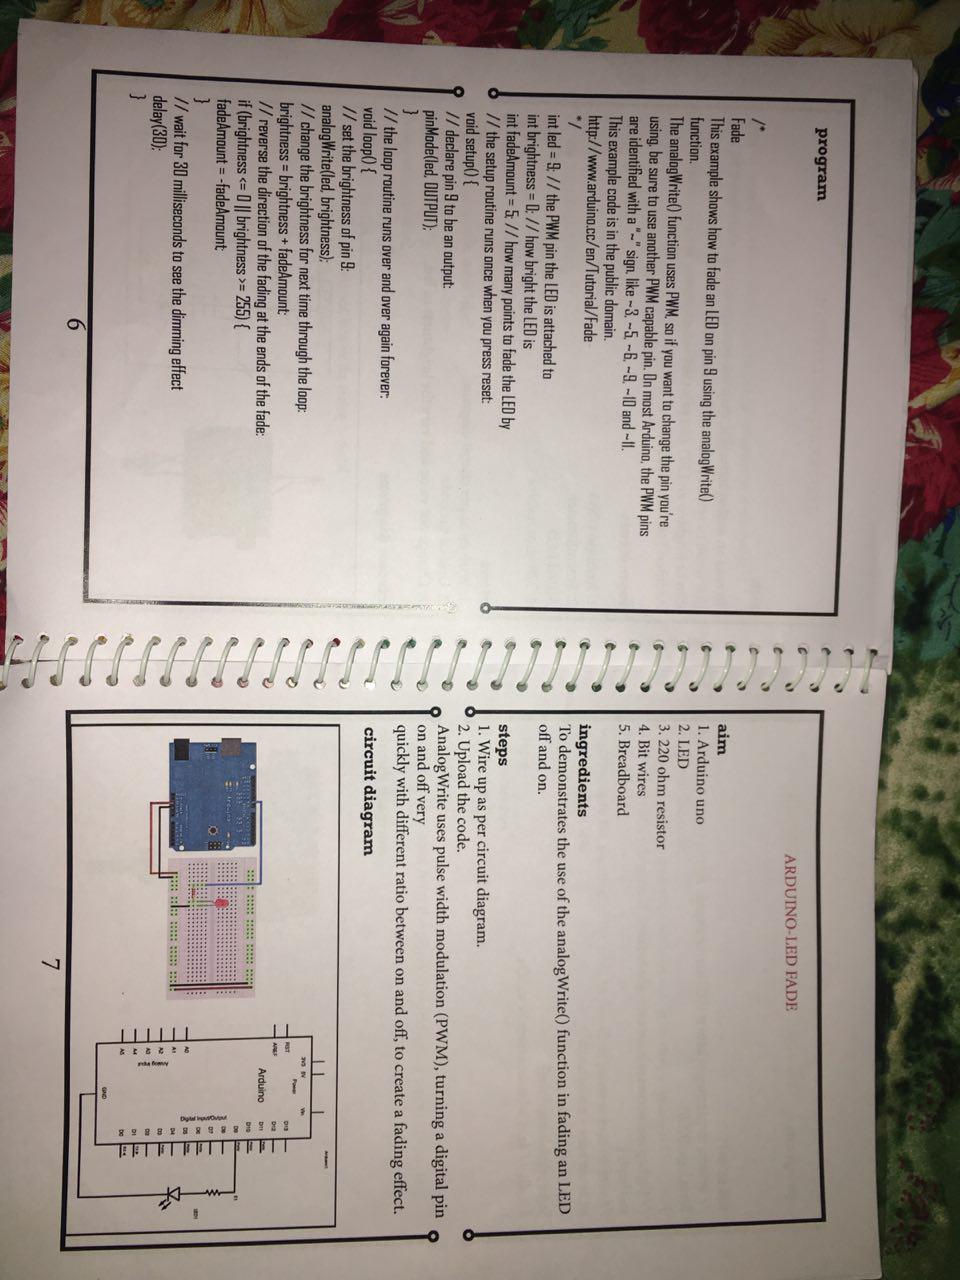 program
/*
Fade
This example shows how to fade an LED on pin 9 using the analogWrite()
function.
The analogWrite() function uses PWM, so if you want to change the pin you're
using, be sure to use another PWM capable pin. On most Arduino, the PWM pins
are identified with a "~" sign, like ~3, ~5, ~6, ~9, ~10 and ~11.
This example code is in the public domain.
http://www.arduino.cc/en/Tutorial/Fade
*/
int led = 9; // the PWM pin the LED is attached to
int brightness = 0; // how bright the LED is
int fadeAmount = 5; // how many points to fade the LED by
// the setup routine runs once when you press reset:
void setup() {
// declare pin 9 to be an output:
pinMode(led, OUTPUT);
}
// the loop routine runs over and over again forever:
void loop() {
// set the brightness of pin 9:
analogWrite(led, brightness);
// change the brightness for next time through the loop:
brightness = brightness + fadeAmount;
// reverse the direction of the fading at the ends of the fade:
if (brightness <= 0 || brightness >= 255) {
fadeAmount = -fadeAmount;
}
// wait for 30 milliseconds to see the dimming effect
delay(30);
}
6
ARDUINO-LED FADE
aim
1. Arduino uno
2. LED
3. 220 ohm resistor
4. Bit wires
5. Breadboard
ingredients
To demonstrates the use of the analogWrite() function in fading an LED
off and on.
steps
1. Wire up as per circuit diagram.
2. Upload the code.
AnalogWrite uses pulse width modulation (PWM), turning a digital pin
on and off very
quickly with different ratio between on and off, to create a fading effect.
circuit diagram
Arduino
3V3 5V Vin
Power
RST
AREF
Arduino
D13
D12
D11
D10
D9
D8
D7
D6
D5
D4
D3
D2
D1
D0
Digital Input/Output
A0
A1
A2
A3
A4
A5
Analog Input
GND
R1
LED1
7